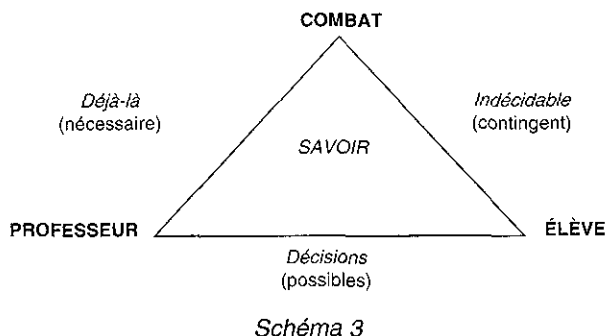 COMBAT
Déjà-là
(nécessaire)
Indécidable
(contingent)
SAVOIR
PROFESSEUR
ÉLÈVE
Décisions
(possibles)
Schéma 3